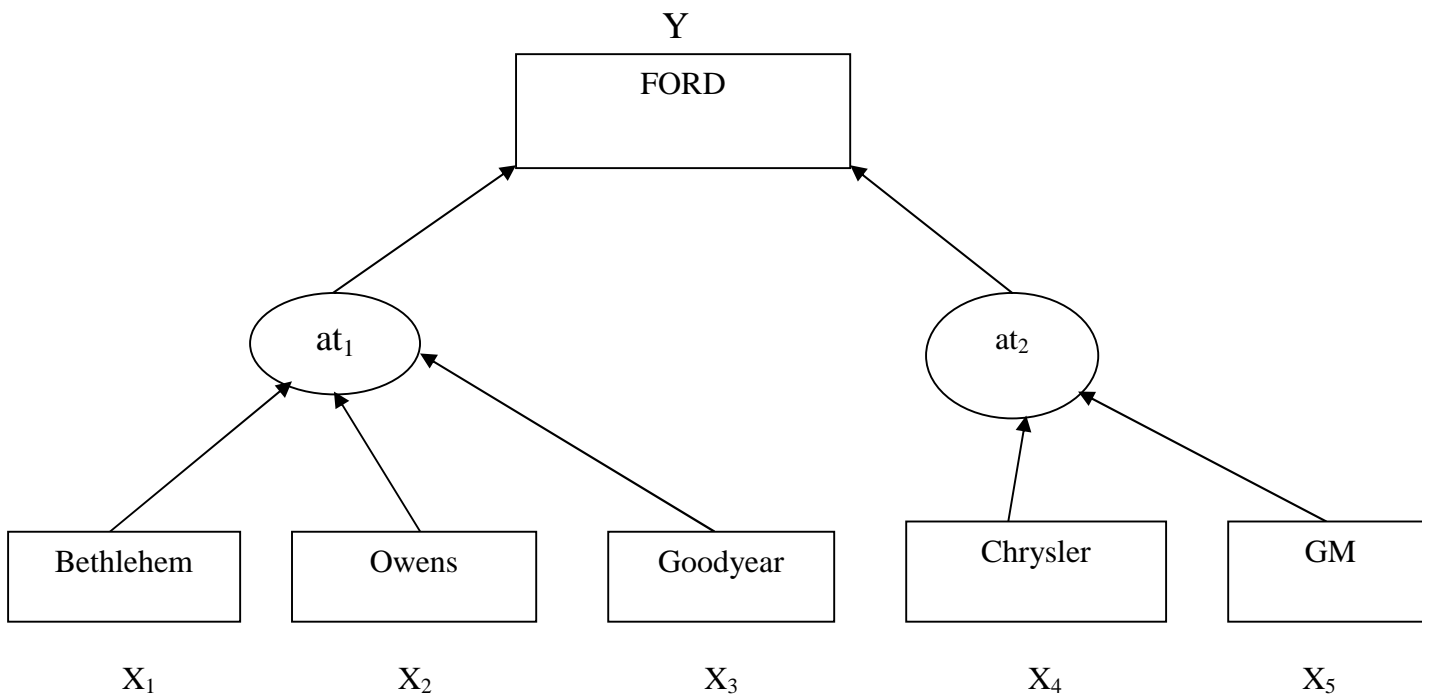 Y
FORD
at₁
at₂
Bethlehem
Owens
Goodyear
Chrysler
GM
X₁
X₂
X₃
X₄
X₅